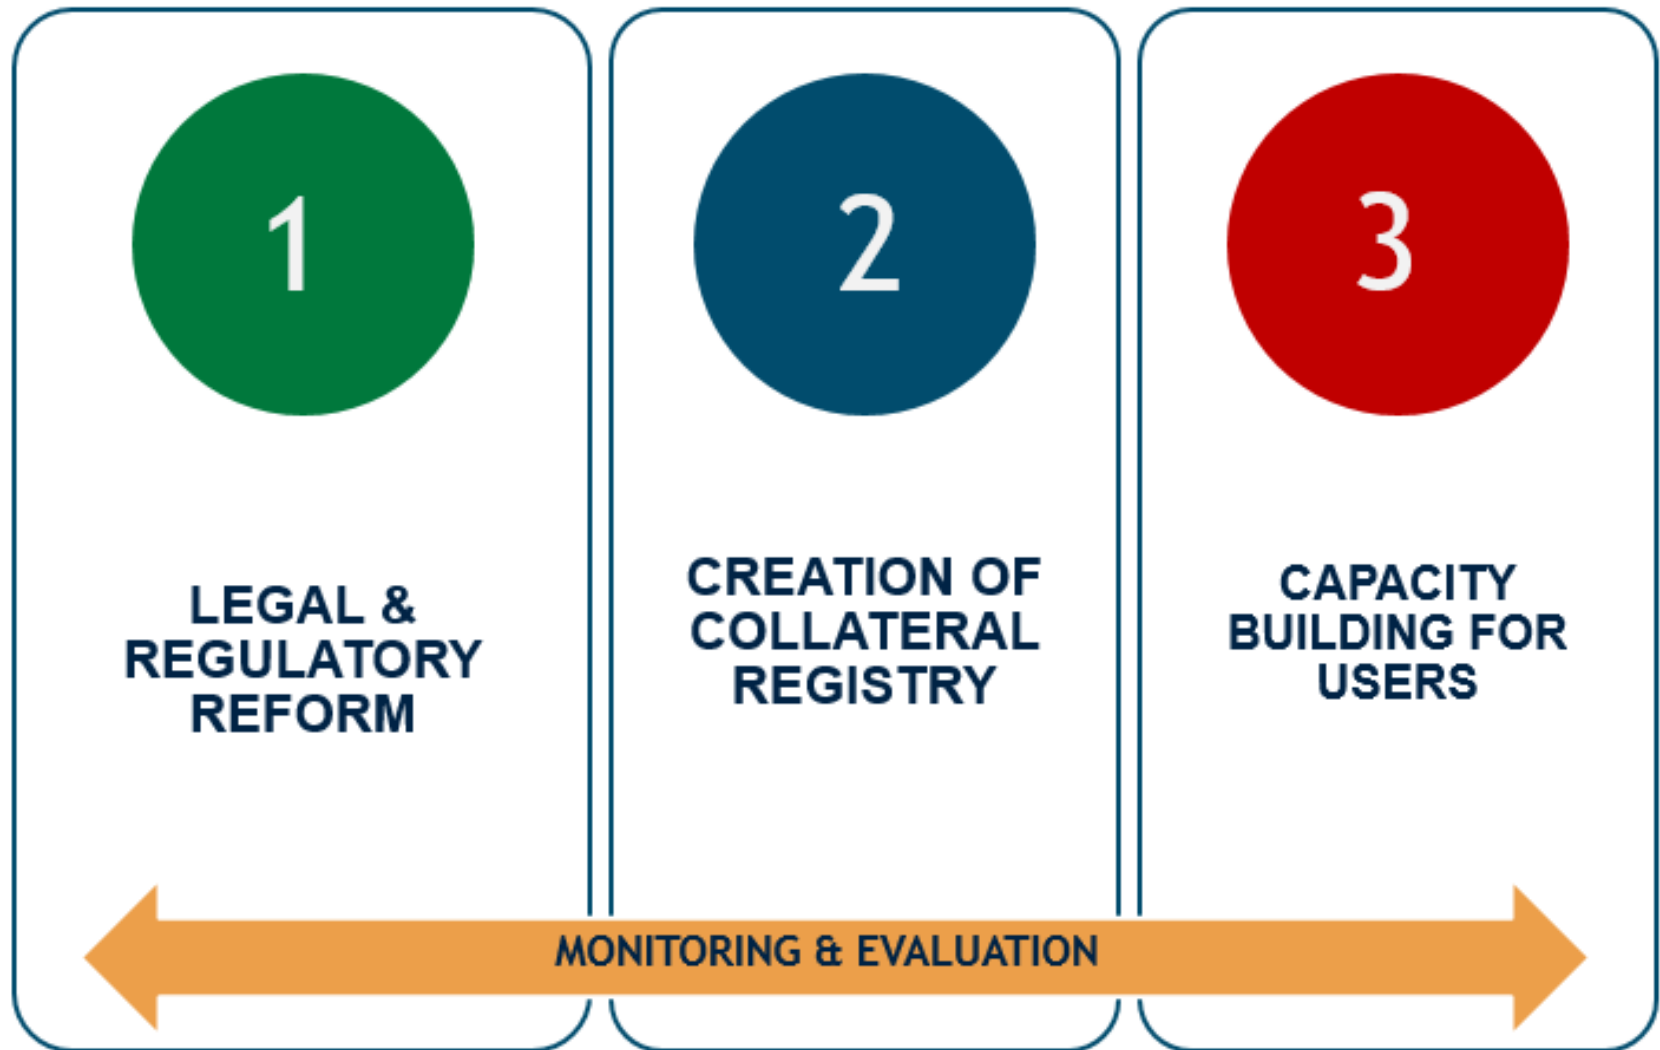 1
LEGAL &
REGULATORY
REFORM
2
CREATION OF
COLLATERAL
REGISTRY
3
CAPACITY
BUILDING FOR
USERS
MONITORING & EVALUATION